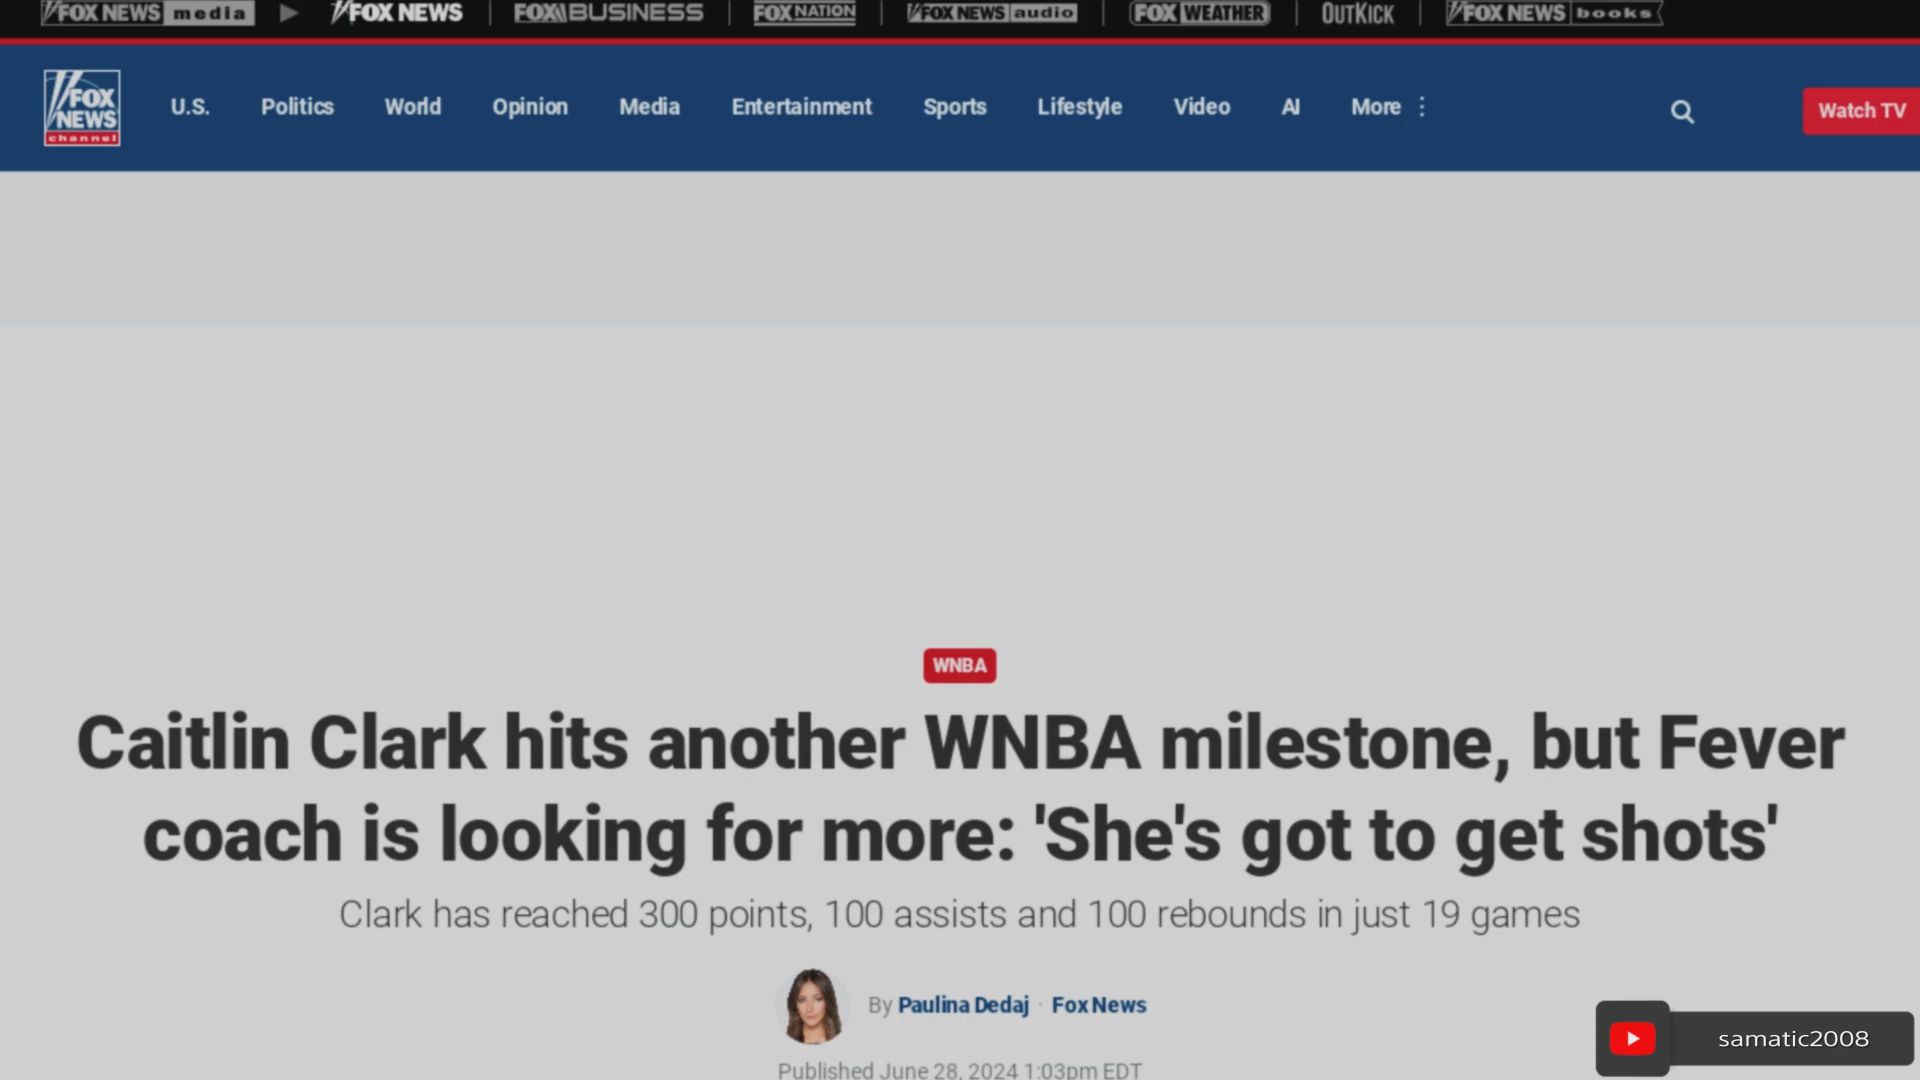 FOX NEWS media FOX NEWS FOX BUSINESS FOX NATION FOX NEWS audio FOX WEATHER OUTKICK FOX NEWS books
FOX NEWS channel
U.S. Politics World Opinion Media Entertainment Sports Lifestyle Video AI More Watch TV
WNBA
Caitlin Clark hits another WNBA milestone, but Fever
coach is looking for more: 'She's got to get shots'
Clark has reached 300 points, 100 assists and 100 rebounds in just 19 games
By Paulina Dedaj · Fox News
Published June 28, 2024 1:03pm EDT
samatic2008